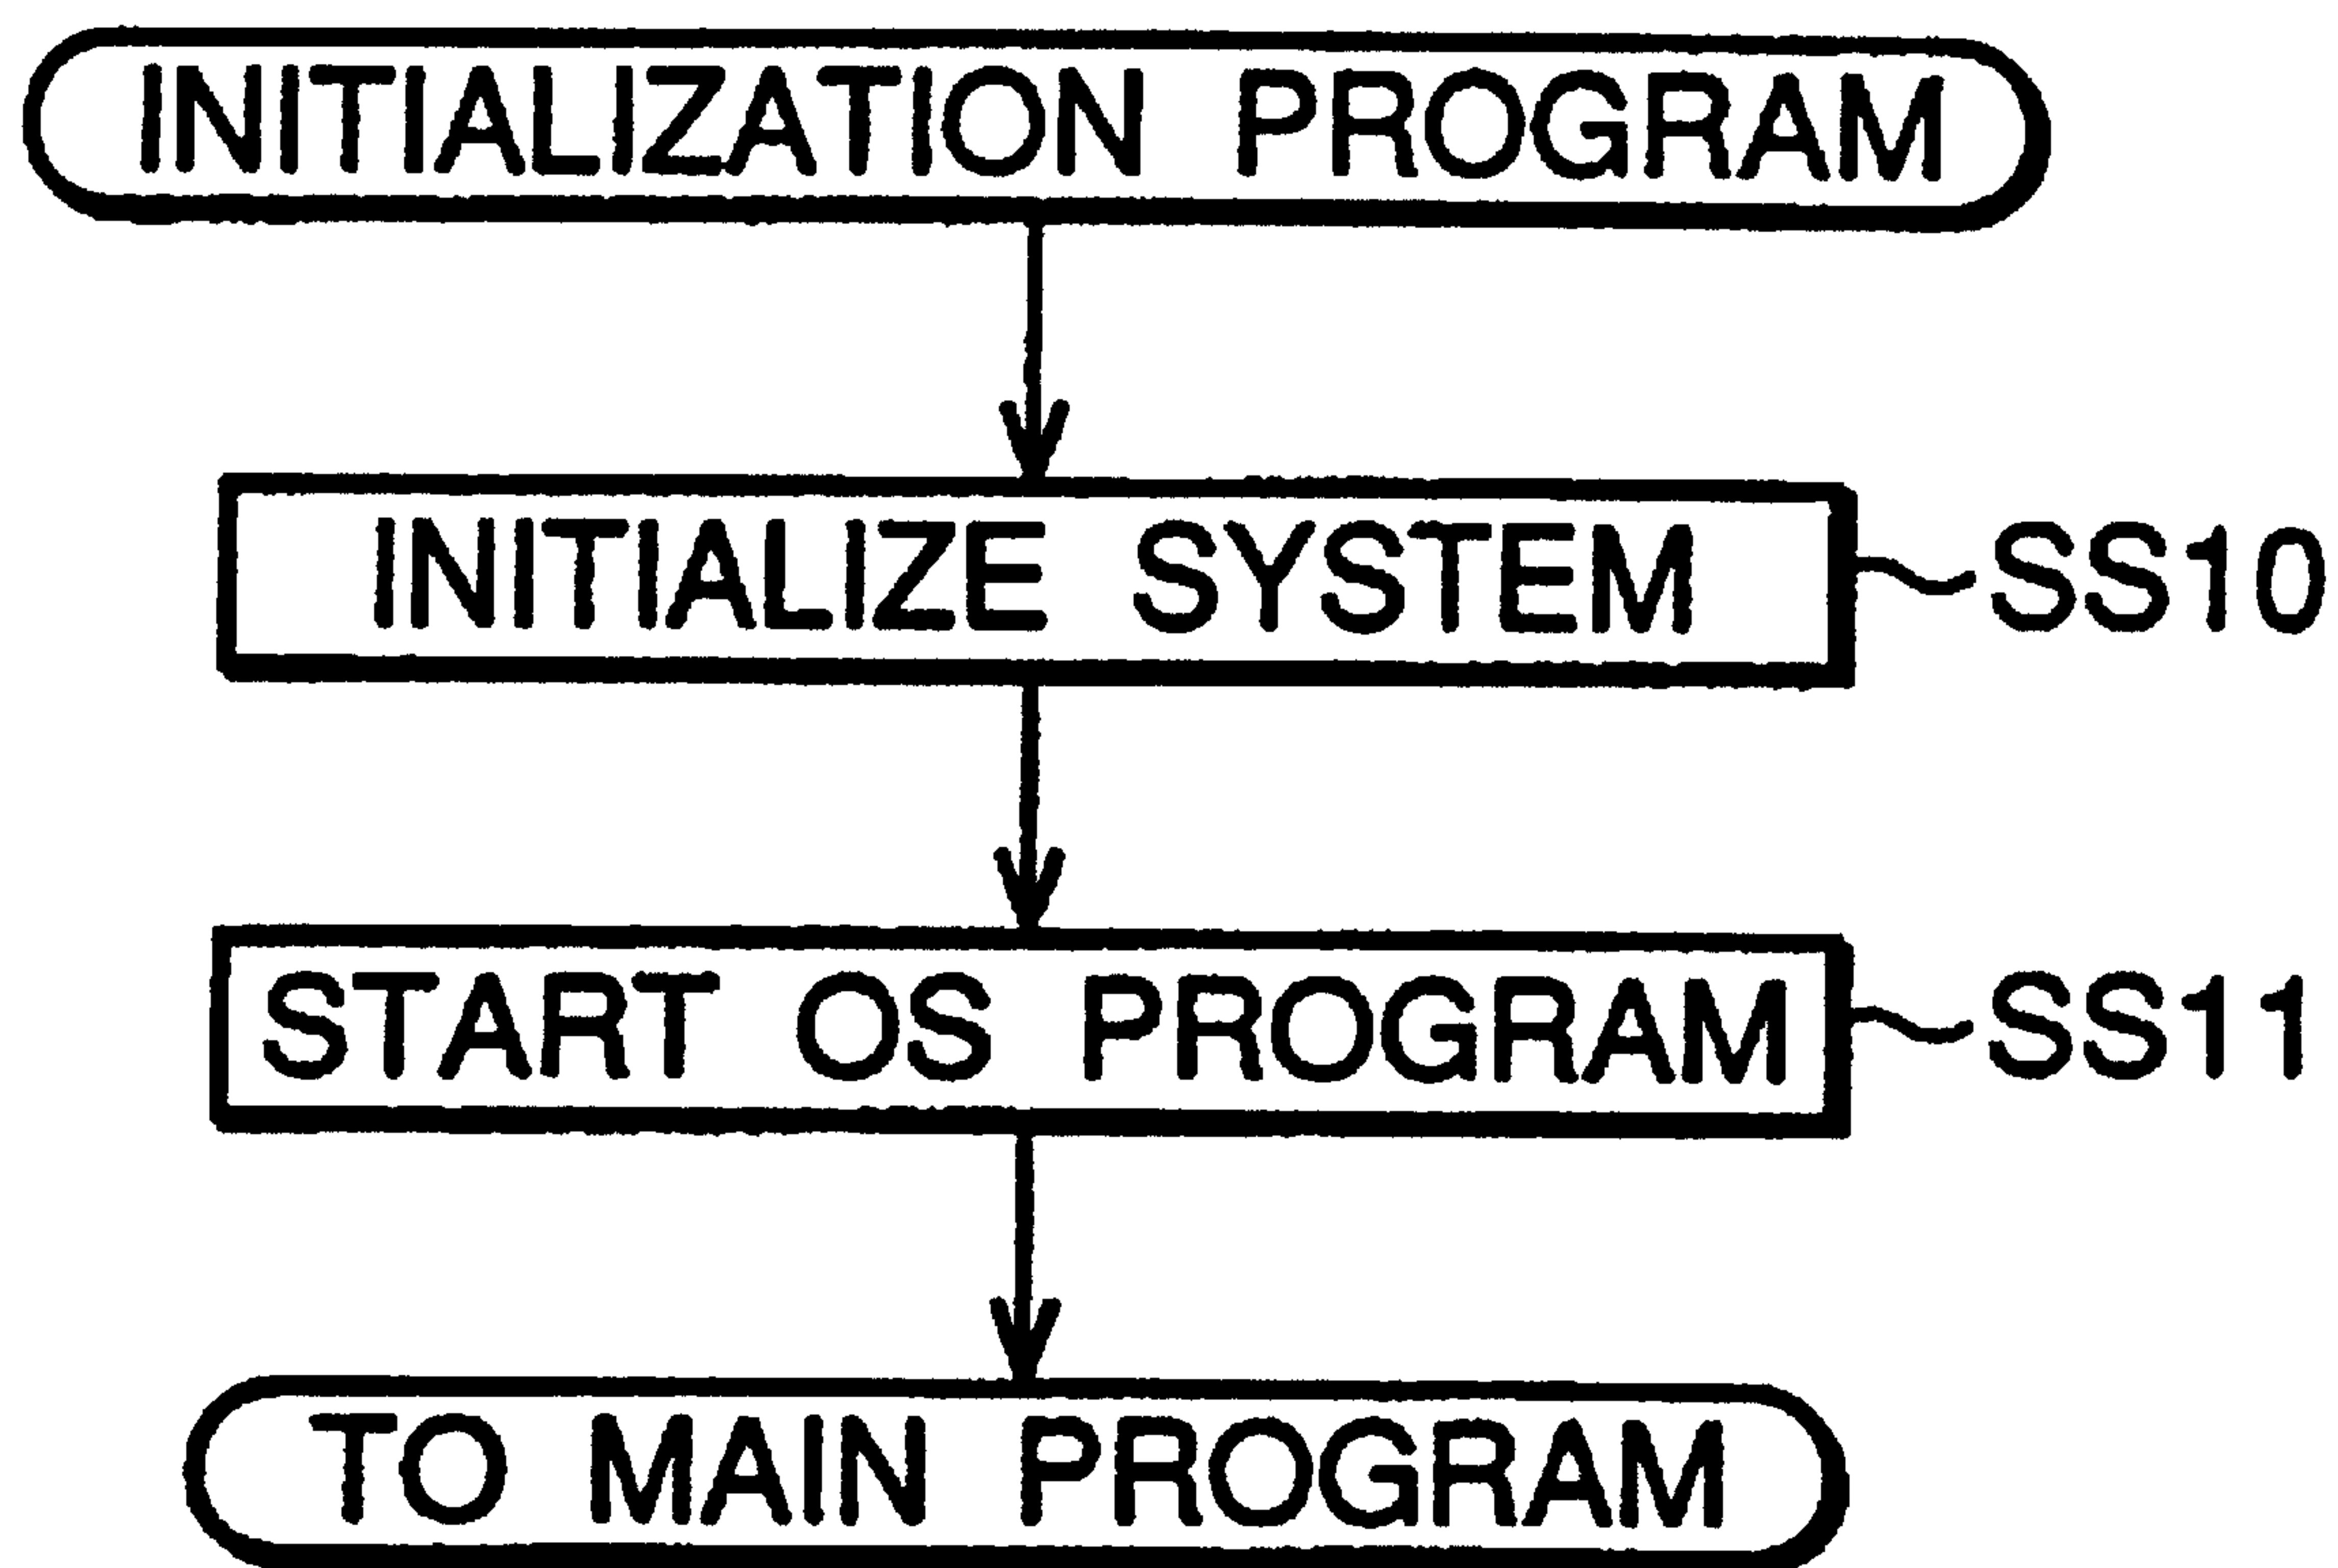 INITIALIZATION PROGRAM
INITIALIZE SYSTEM
SS10
START OS PROGRAM
SS11
TO MAIN PROGRAM